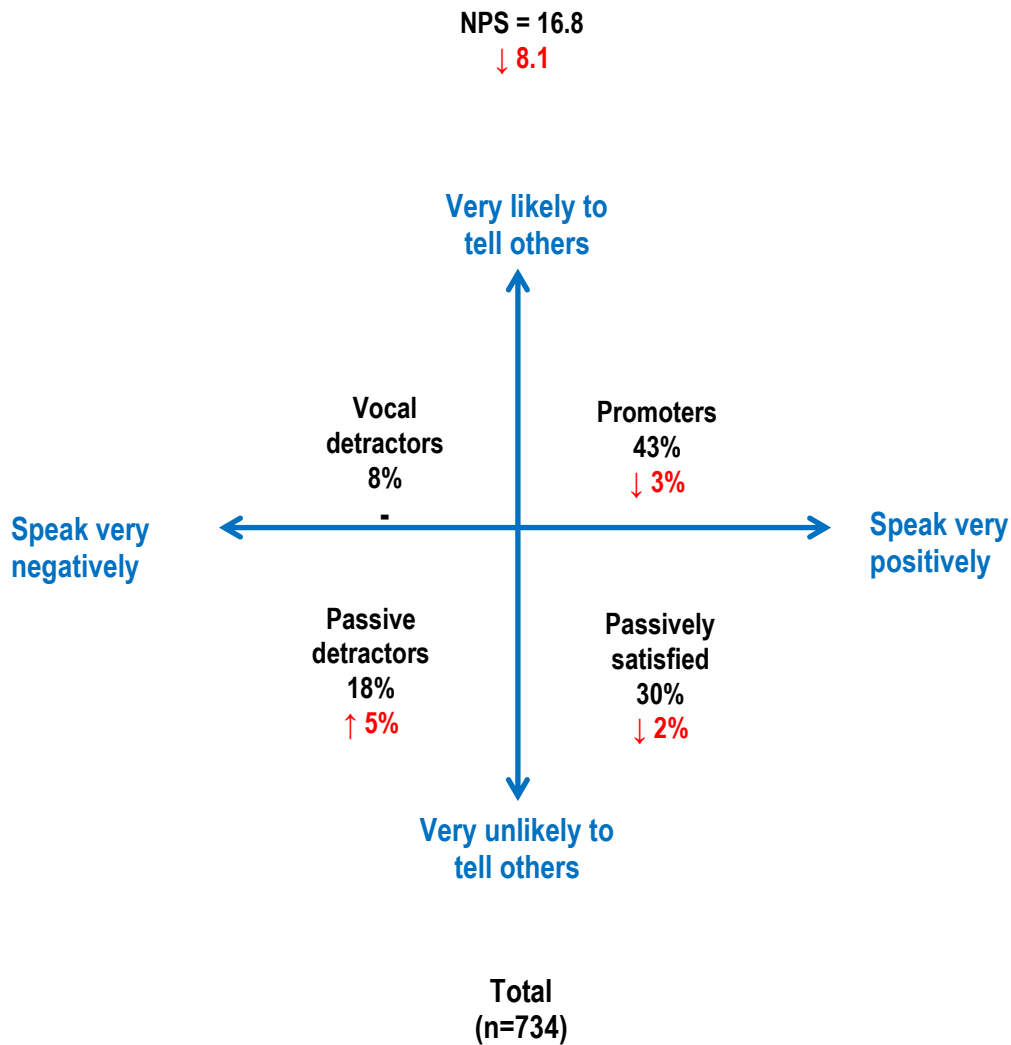 NPS = 16.8
↓ 8.1
Very likely to
tell others
Vocal
detractors
8%
-
Promoters
43%
↓ 3%
Speak very
negatively
Speak very
positively
Passive
detractors
18%
↑ 5%
Passively
satisfied
30%
↓ 2%
Very unlikely to
tell others
Total
(n=734)